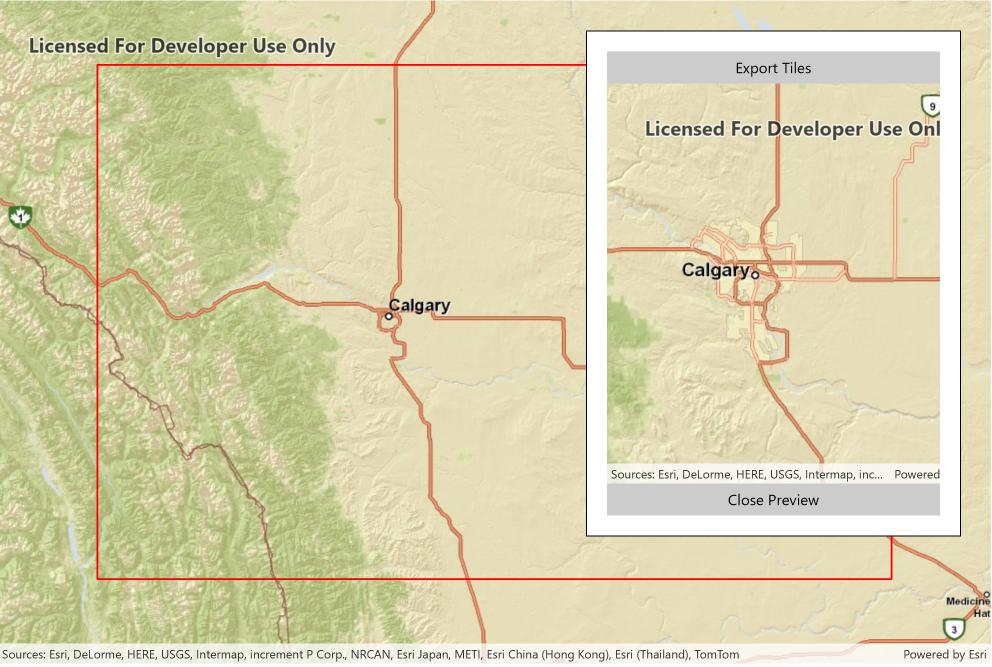 Licensed For Developer Use Only
1
Calgary
Medicine
Hat
3
Sources: Esri, DeLorme, HERE, USGS, Intermap, increment P Corp., NRCAN, Esri Japan, METI, Esri China (Hong Kong), Esri (Thailand), TomTom
Powered by Esri
Export Tiles
9
Licensed For Developer Use Onl
Calgary
Sources: Esri, DeLorme, HERE, USGS, Intermap, inc...
Powered
Close Preview